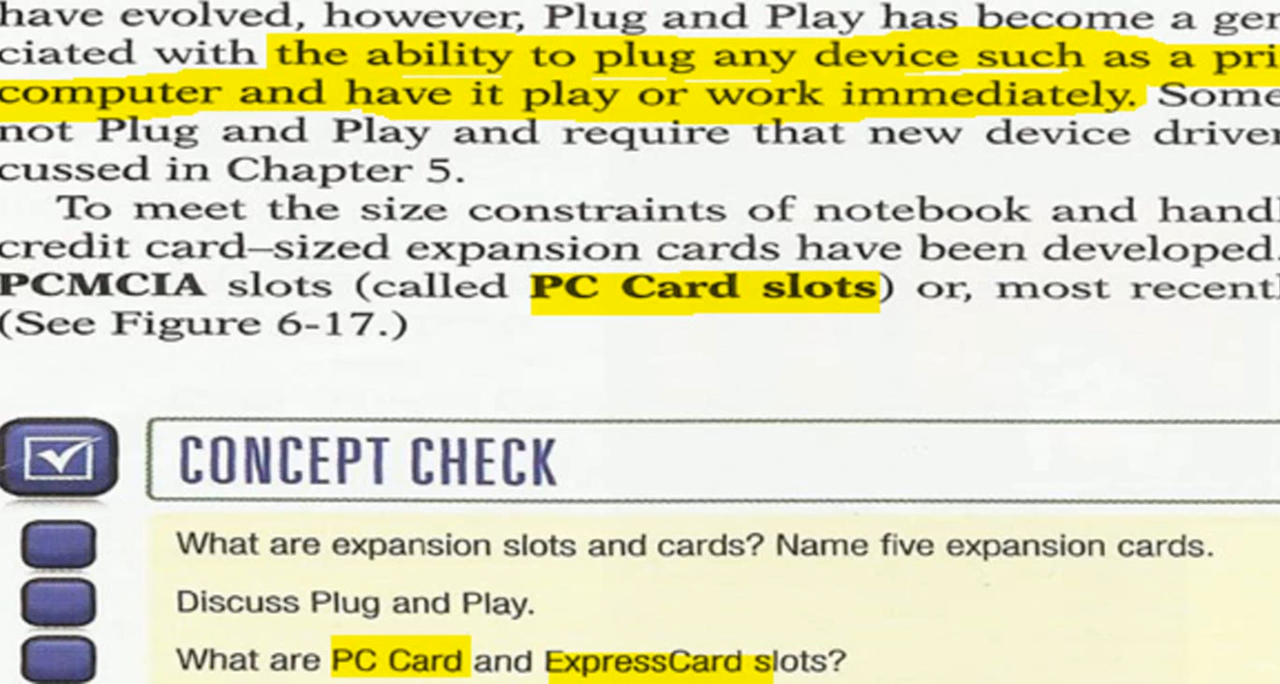 have evolved, however, Plug and Play has become a gen
ciated with the ability to plug any device such as a pri
computer and have it play or work immediately. Some
not Plug and Play and require that new device driver
cussed in Chapter 5.
To meet the size constraints of notebook and handl
credit card–sized expansion cards have been developed.
PCMCIA slots (called PC Card slots) or, most recentl
(See Figure 6-17.)
CONCEPT CHECK
What are expansion slots and cards? Name five expansion cards.
Discuss Plug and Play.
What are PC Card and ExpressCard slots?